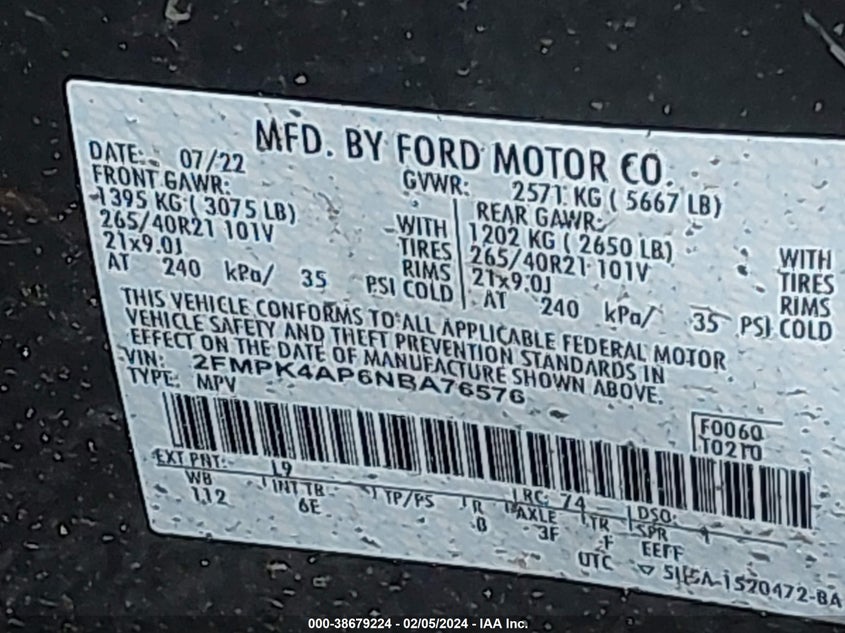 MFD. BY FORD MOTOR CO.
DATE: 07/22 GVWR: 2571 KG ( 5667 LB)
FRONT GAWR: REAR GAWR:
1395 KG ( 3075 LB) WITH 1202 KG ( 2650 LB) WITH
265/40R21 101V TIRES 265/40R21 101V TIRES
21x9.0J RIMS 21x9.0J RIMS
AT 240 kPa/ 35 PSI COLD AT 240 kPa/ 35 PSI COLD
THIS VEHICLE CONFORMS TO ALL APPLICABLE FEDERAL MOTOR
VEHICLE SAFETY AND THEFT PREVENTION STANDARDS IN
EFFECT ON THE DATE OF MANUFACTURE SHOWN ABOVE.
VIN: 2FMPK4AP6NBA76576
TYPE: MPV
F0060
T0210
EXT PNT: L9 RC: 74 DSO:
WB INT TR TP/PS R AXLE TR SPR
112 6E B 3F F EEFF
UTC
000-38679224 - 02/05/2024 - IAA Inc.